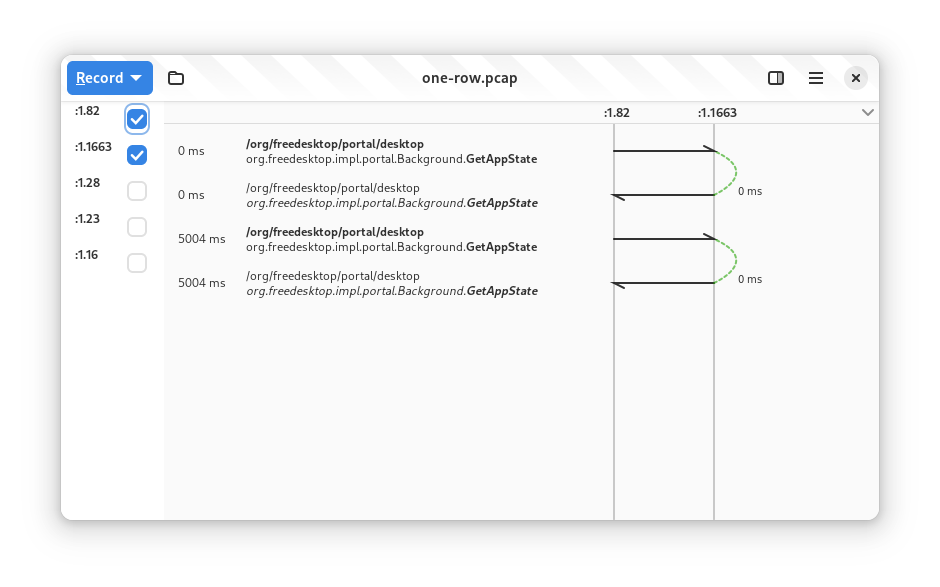 Record
one-row.pcap
:1.82
:1.1663
:1.28
:1.23
:1.16
:1.82 :1.1663
0 ms
/org/freedesktop/portal/desktop
org.freedesktop.impl.portal.Background.GetAppState
0 ms
/org/freedesktop/portal/desktop
org.freedesktop.impl.portal.Background.GetAppState
0 ms
5004 ms
/org/freedesktop/portal/desktop
org.freedesktop.impl.portal.Background.GetAppState
5004 ms
/org/freedesktop/portal/desktop
org.freedesktop.impl.portal.Background.GetAppState
0 ms